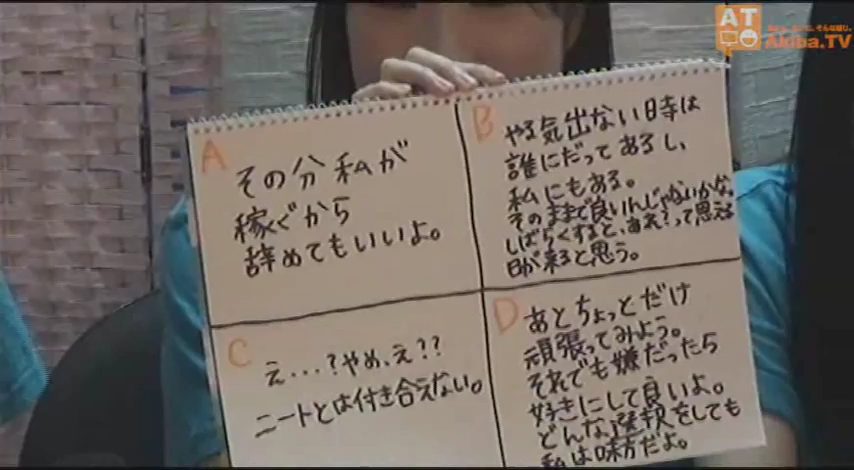 AT
Akiba.TV
A
その分私が
稼ぐから
辞めてもいいよ。
B
やる気出ない時は
誰にだってあるし、
私にもある。
そのままで良いんじゃないかな。
しばらくすると、あれ?って思える
日が来ると思う。
C
え...?やめ、え??
ニートとは付き合えない。
D
あとちょっとだけ
頑張ってみよう。
それでも嫌だったら
好きにして良いよ。
どんな選択をしても
私は味方だよ。